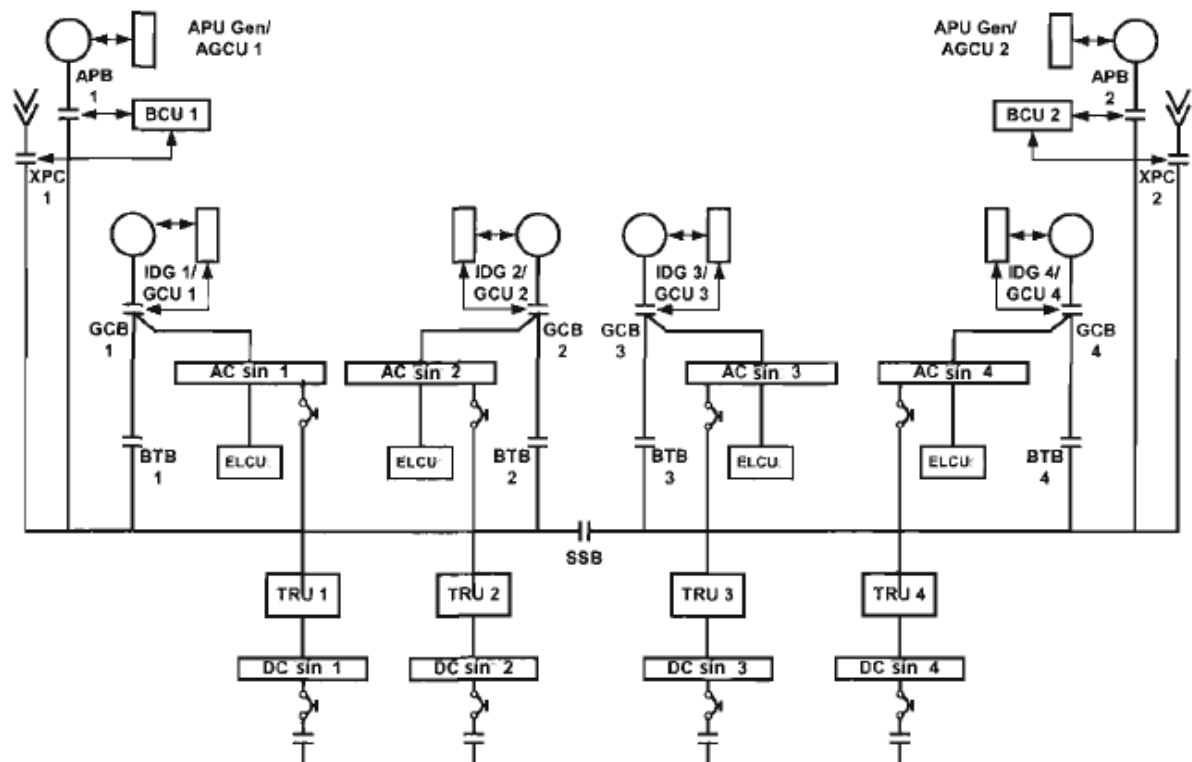 APU Gen/
AGCU 1
APU Gen/
AGCU 2
APB
1
APB
2
BCU 1
BCU 2
XPC
1
XPC
2
IDG 1/
GCU 1
IDG 2/
GCU 2
IDG 3/
GCU 3
IDG 4/
GCU 4
GCB
1
GCB
2
GCB
3
GCB
4
AC sin 1
AC sin 2
AC sin 3
AC sin 4
BTB
1
ELCU
ELCU
BTB
2
BTB
3
ELCU
ELCU
BTB
4
SSB
TRU 1
TRU 2
TRU 3
TRU 4
DC sin 1
DC sin 2
DC sin 3
DC sin 4